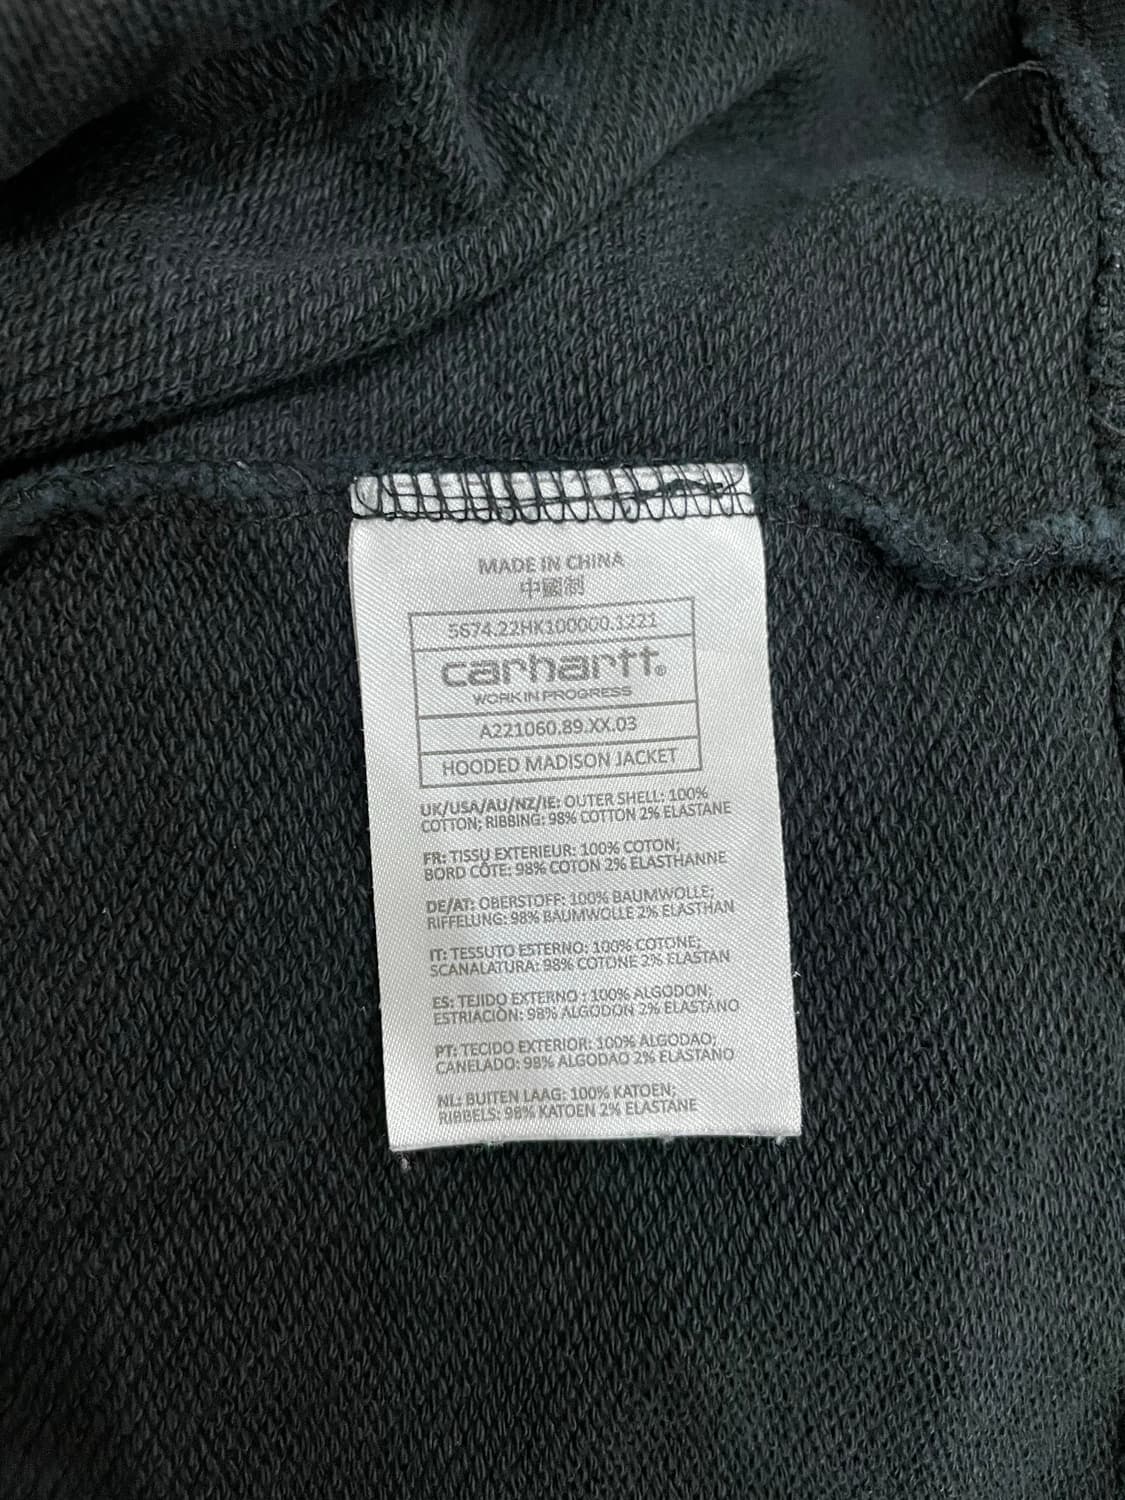 MADE IN CHINA
中國制
5674.22HK100000.1221
carhartt®
WORK IN PROGRESS
A221060.89.XX.03
HOODED MADISON JACKET
UK/USA/AU/NZ/IE: OUTER SHELL: 100%
COTTON; RIBBING: 98% COTTON 2% ELASTANE
FR: TISSU EXTERIEUR: 100% COTON;
BORD CÔTE: 98% COTON 2% ELASTHANNE
DE/AT: OBERSTOFF: 100% BAUMWOLLE;
RIFFELUNG: 98% BAUMWOLLE 2% ELASTHAN
IT: TESSUTO ESTERNO: 100% COTONE;
SCANALATURA: 98% COTONE 2% ELASTAN
ES: TEJIDO EXTERNO : 100% ALGODON;
ESTRIACIÓN: 98% ALGODON 2% ELASTANO
PT: TECIDO EXTERIOR: 100% ALGODAO;
CANELADO: 98% ALGODAO 2% ELASTANO
NL: BUITEN LAAG: 100% KATOEN;
RIBBELS: 98% KATOEN 2% ELASTANE